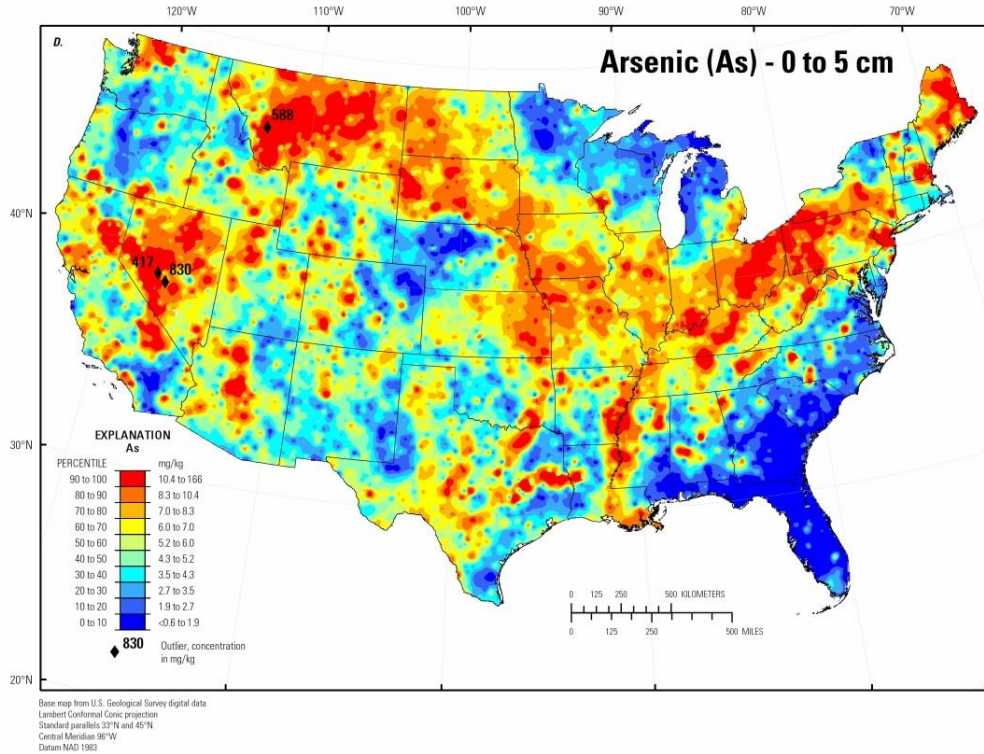 120°W 110°W 100°W 90°W 80°W 70°W
D.
Arsenic (As) - 0 to 5 cm
588
40°N
40°N
417
830
30°N
30°N
EXPLANATION
As
PERCENTILE mg/kg
90 to 100 10.4 to 166
80 to 90 8.3 to 10.4
70 to 80 7.0 to 8.3
60 to 70 6.0 to 7.0
50 to 60 5.2 to 6.0
40 to 50 4.3 to 5.2
30 to 40 3.5 to 4.3
20 to 30 2.7 to 3.5
10 to 20 1.9 to 2.7
0 to 10 <0.6 to 1.9
830 Outlier, concentration
in mg/kg
0 125 250 500 KILOMETERS
0 125 250 500 MILES
20°N
20°N
Base map from U.S. Geological Survey digital data
Lambert Conformal Conic projection
Standard parallels 33°N and 45°N
Central Meridian 96°W
Datum NAD 1983